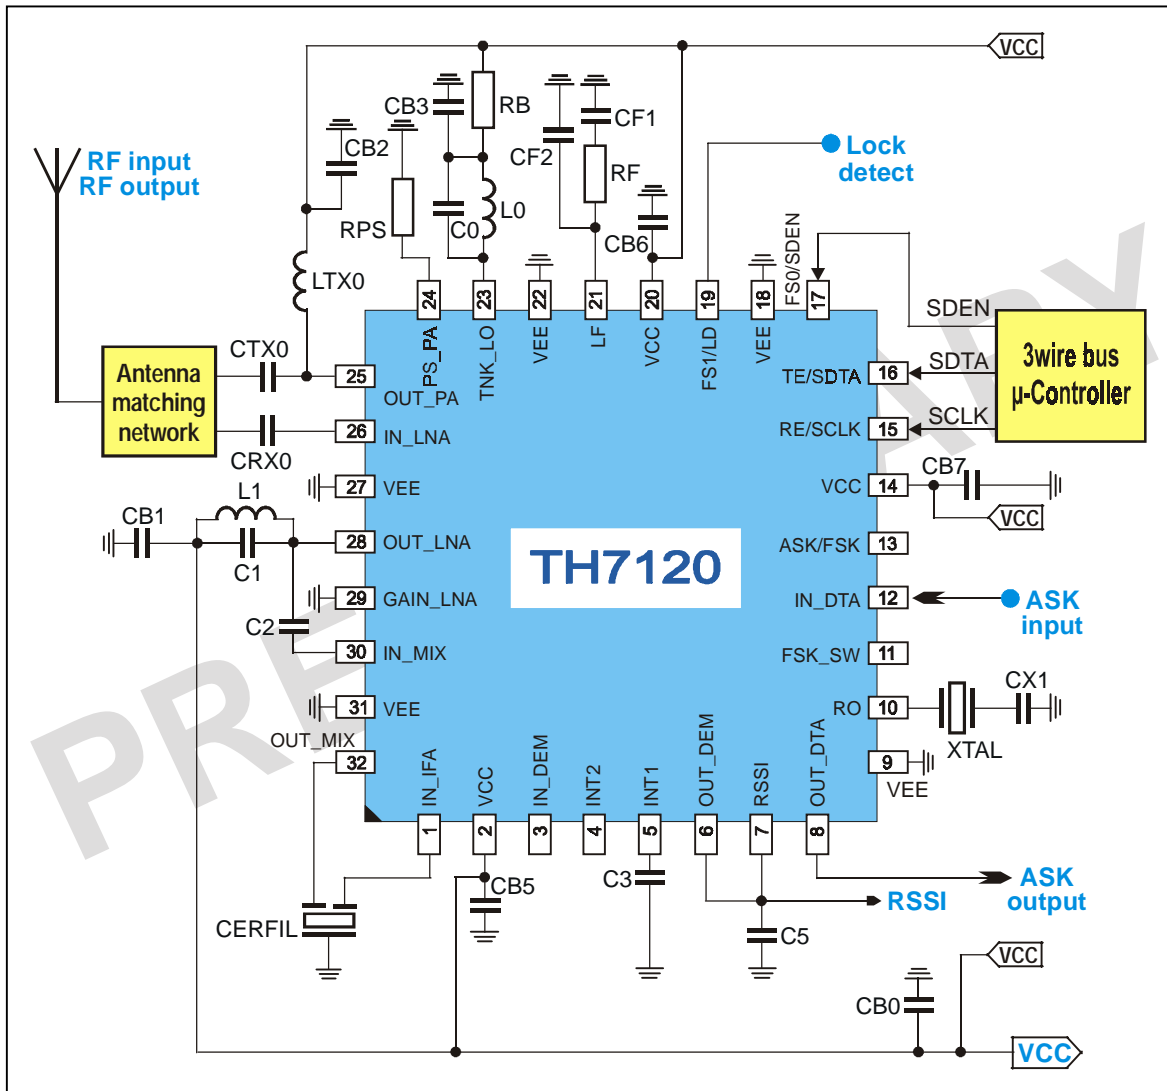 VCC
CB3
RB
CF1
CB2
CF2
RF
Lock
detect
RF input
RF output
RPS
C0
L0
CB6
LTX0
FS0/SDEN
24
23
22
21
20
19
18
17
PS_PA
TNK_LO
VEE
LF
VCC
FS1/LD
VEE
SDEN
SDTA
SCLK
3wire bus
µ-Controller
Antenna
matching
network
CTX0
CRX0
25
OUT_PA
26
IN_LNA
27
VEE
28
OUT_LNA
29
GAIN_LNA
30
IN_MIX
31
VEE
OUT_MIX
32
TE/SDTA
16
RE/SCLK
15
VCC
14
ASK/FSK
13
IN_DTA
12
FSK_SW
11
RO
10
9
VEE
CB7
VCC
L1
CB1
C1
C2
TH7120
ASK
input
CX1
XTAL
PRELIMINARY
IN_IFA
VCC
IN_DEM
INT2
INT1
OUT_DEM
RSSI
OUT_DTA
1
2
3
4
5
6
7
8
CERFIL
CB5
C3
C5
RSSI
ASK
output
VCC
CB0
VCC